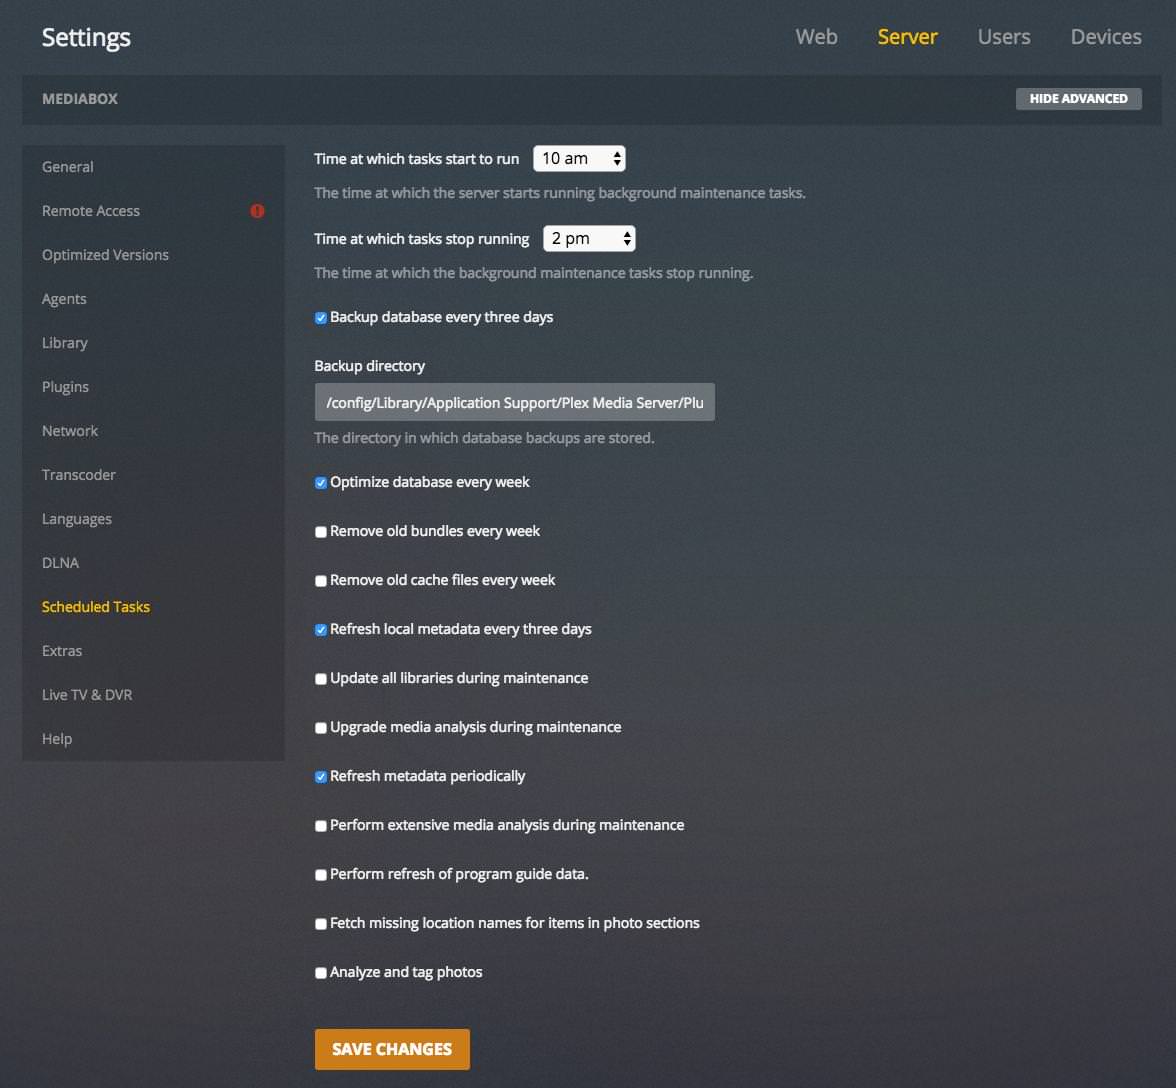 Settings
Web
Server
Users
Devices
MEDIABOX
HIDE ADVANCED
General
Remote Access
Optimized Versions
Agents
Library
Plugins
Network
Transcoder
Languages
DLNA
Scheduled Tasks
Extras
Live TV & DVR
Help
Time at which tasks start to run
10 am
The time at which the server starts running background maintenance tasks.
Time at which tasks stop running
2 pm
The time at which the background maintenance tasks stop running.
Backup database every three days
Backup directory
/config/Library/Application Support/Plex Media Server/Plu
The directory in which database backups are stored.
Optimize database every week
Remove old bundles every week
Remove old cache files every week
Refresh local metadata every three days
Update all libraries during maintenance
Upgrade media analysis during maintenance
Refresh metadata periodically
Perform extensive media analysis during maintenance
Perform refresh of program guide data.
Fetch missing location names for items in photo sections
Analyze and tag photos
SAVE CHANGES